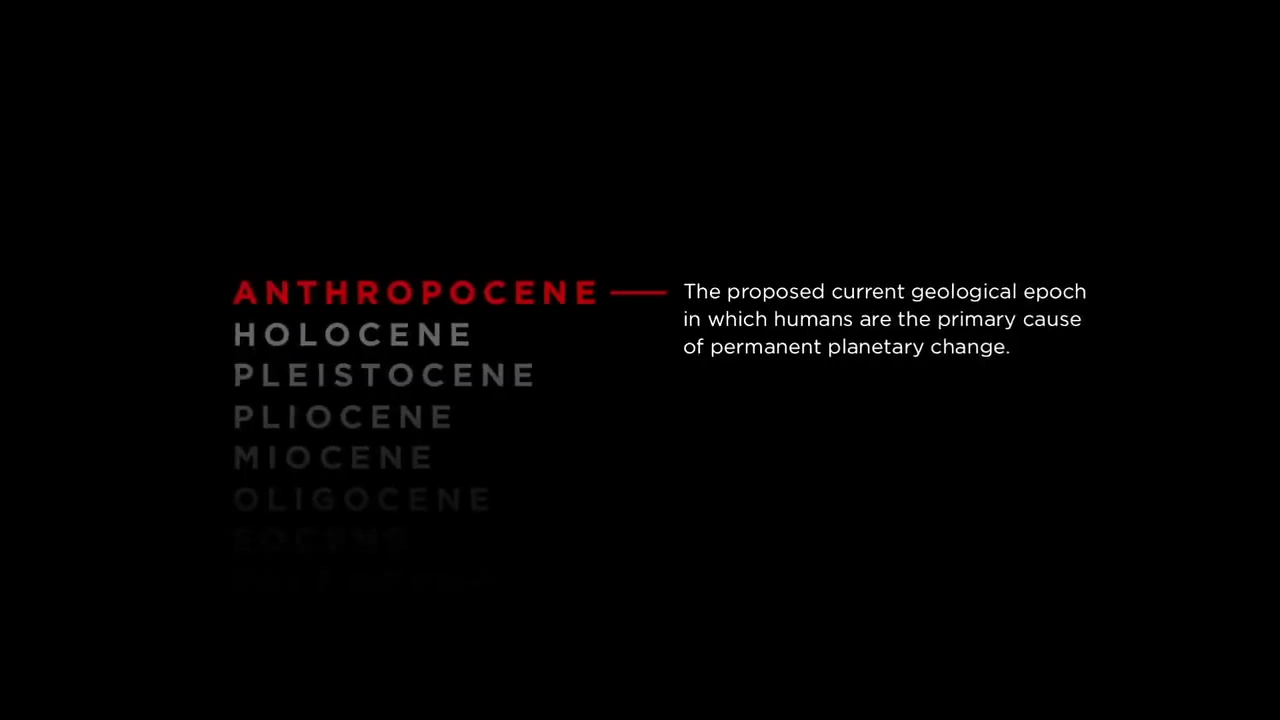 ANTHROPOCENE
The proposed current geological epoch
in which humans are the primary cause
of permanent planetary change.
HOLOCENE
PLEISTOCENE
PLIOCENE
MIOCENE
OLIGOCENE
EOCENE